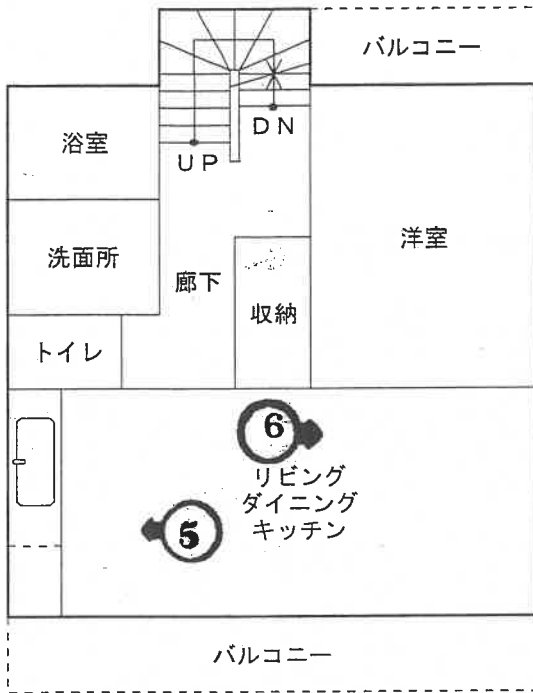 バルコニー
浴室
UP
DN
洗面所
廊下
収納
洋室
トイレ
6
リビング
ダイニング
キッチン
5
バルコニー